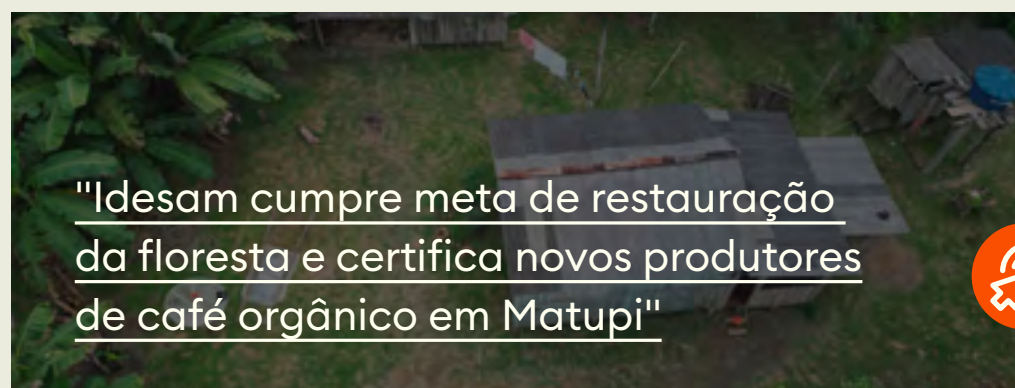 "Idesam cumpre meta de restauração
da floresta e certifica novos produtores
de café orgânico em Matupi"